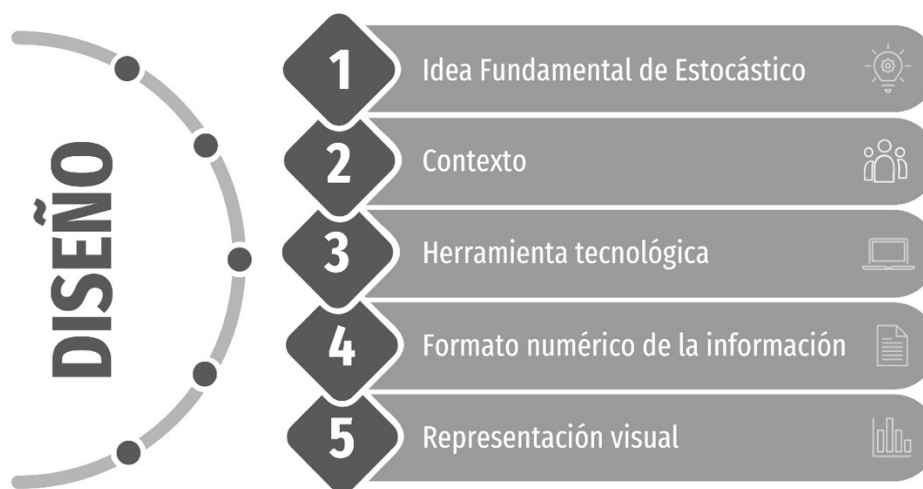 DISEÑO
1 Idea Fundamental de Estocástico
2 Contexto
3 Herramienta tecnológica
4 Formato numérico de la información
5 Representación visual